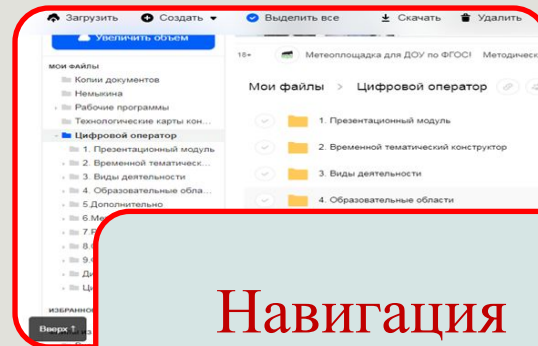 Загрузить Создать Выделить все Скачать Удалить
Увеличить объем
18+ Метеоплощадка для ДОУ по ФГОС!
МОИ ФАЙЛЫ
Копии документов
Немыкина
Рабочие программы
Технологические карты кон...
Цифровой оператор
1. Презентационный модуль
2. Временной тематическ...
3. Виды деятельности
4. Образовательные обла...
5.Дополнительно
Мои файлы > Цифровой оператор
1. Презентационный модуль
2. Временной тематический конструктор
3. Виды деятельности
4. Образовательные области
Вверх ↑
Навигация